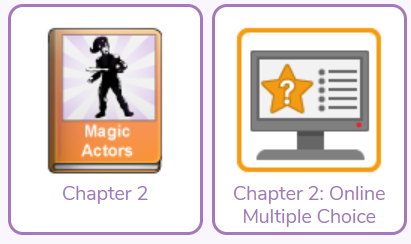 Magic
Actors
Chapter 2
?
Chapter 2: Online
Multiple Choice